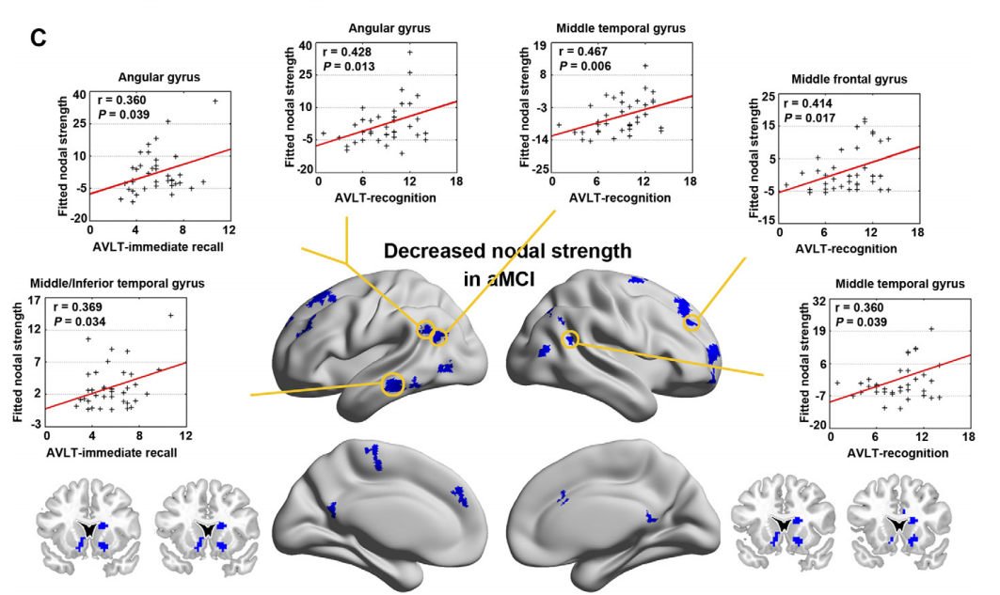 C
Angular gyrus
r = 0.360
P = 0.039
Fitted nodal strength
40
25
10
-5
-20
0 4 8 12
AVLT-immediate recall
Angular gyrus
r = 0.428
P = 0.013
Fitted nodal strength
40
25
10
-5
-20
0 6 12 18
AVLT-recognition
Middle temporal gyrus
r = 0.467
P = 0.006
Fitted nodal strength
19
8
-3
-14
-25
0 6 12 18
AVLT-recognition
Middle frontal gyrus
r = 0.414
P = 0.017
Fitted nodal strength
25
15
5
-5
-15
0 6 12 18
AVLT-recognition
Decreased nodal strength
in aMCI
Middle/Inferior temporal gyrus
r = 0.369
P = 0.034
Fitted nodal strength
17
12
7
2
-3
0 4 8 12
AVLT-immediate recall
Middle temporal gyrus
r = 0.360
P = 0.039
Fitted nodal strength
32
19
6
-7
-20
0 6 12 18
AVLT-recognition